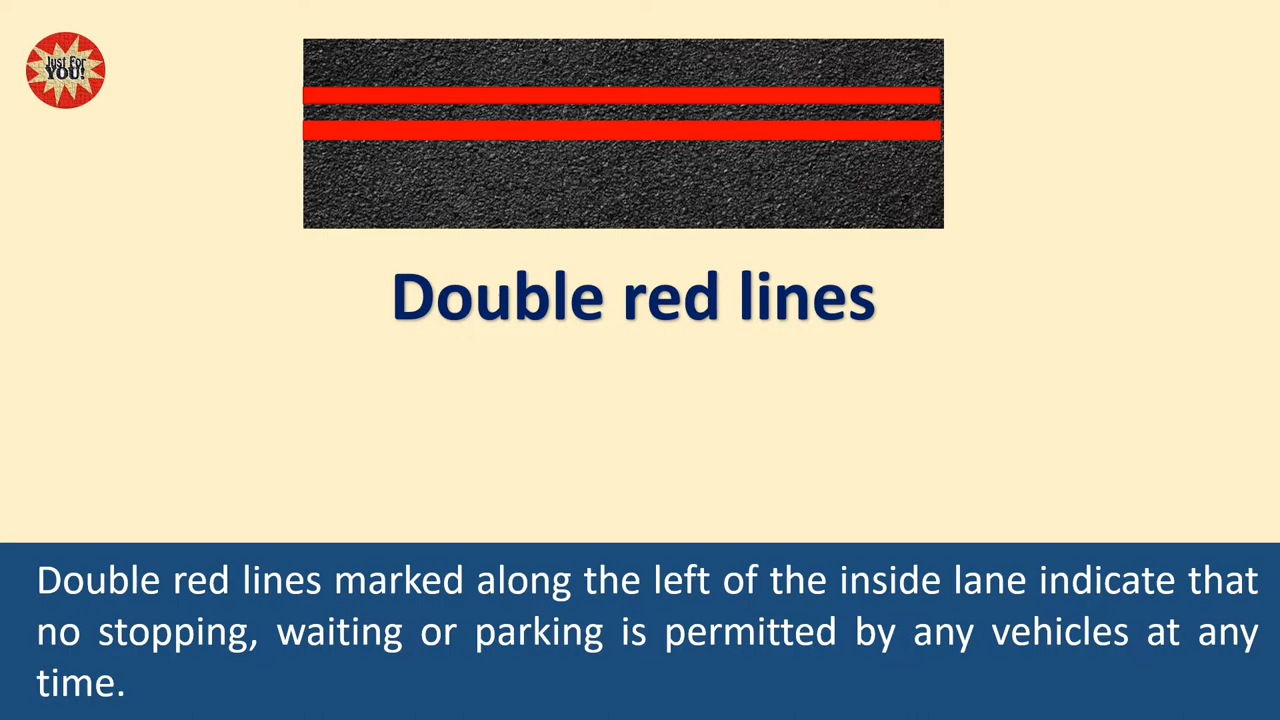 Just For
YOU!
Double red lines
Double red lines marked along the left of the inside lane indicate that
no stopping, waiting or parking is permitted by any vehicles at any
time.